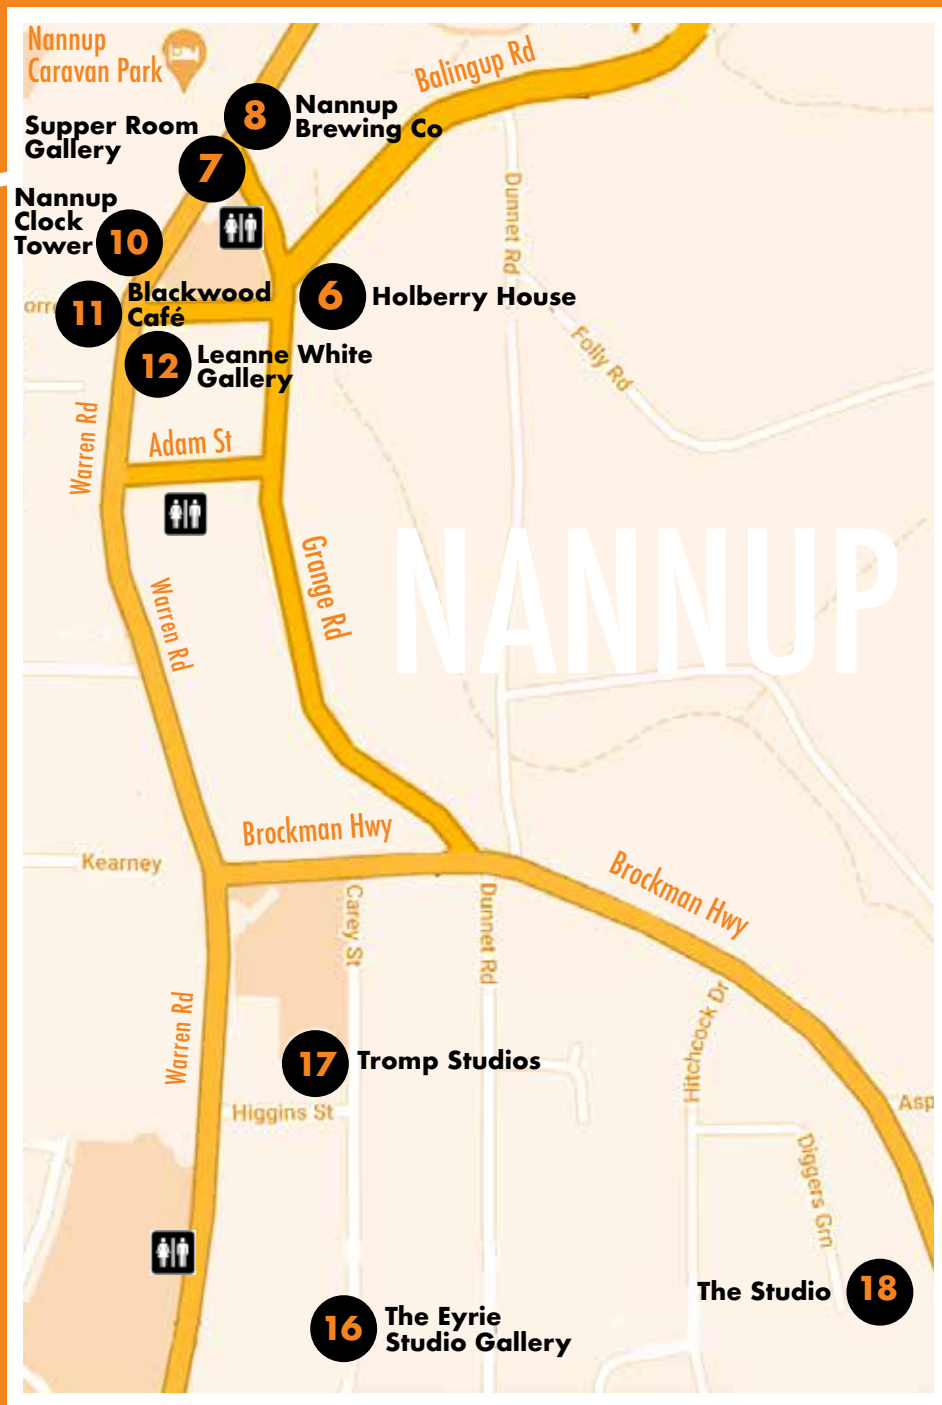 Nannup
Caravan Park
Balingup Rd
8
Nannup
Brewing Co
Supper Room
Gallery
7
Nannup
Clock
Tower
10
Dunnet Rd
6
Holberry House
11
Blackwood
Café
12
Leanne White
Gallery
Folly Rd
Warren Rd
Adam St
Grange Rd
NANNUP
Warren Rd
Brockman Hwy
Kearney
Brockman Hwy
Carey St
Dunnet Rd
Warren Rd
Hitchcock Dr
17
Tromp Studios
Higgins St
Asp
Diggers Grn
The Studio
18
16
The Eyrie
Studio Gallery